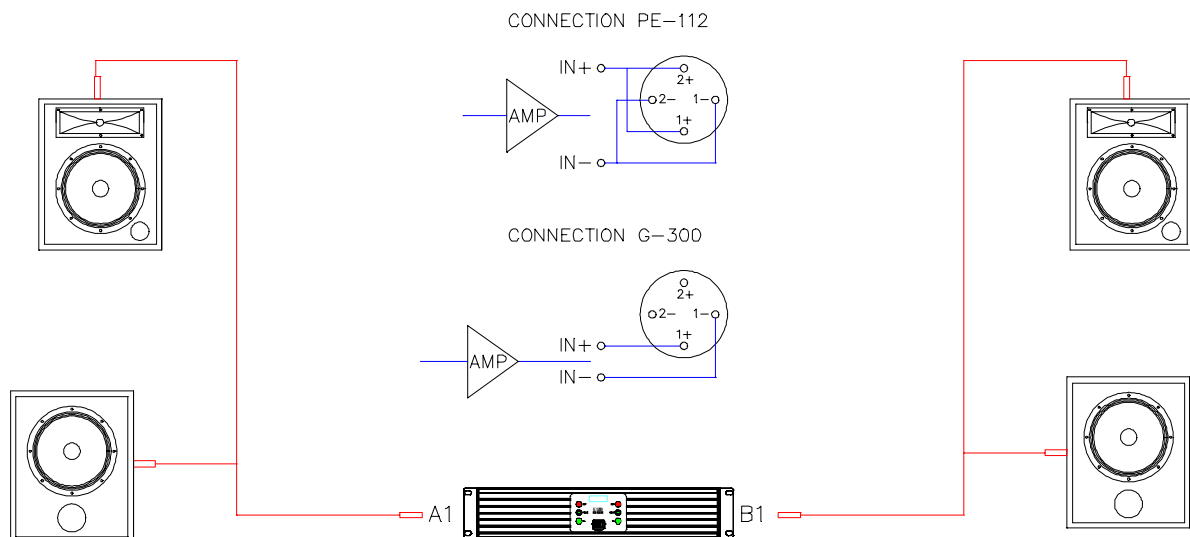 CONNECTION PE-112
IN+
2+
AMP
2-
1-
1+
IN-
CONNECTION G-300
2+
2-
1-
1+
IN+
AMP
IN-
A1
B1